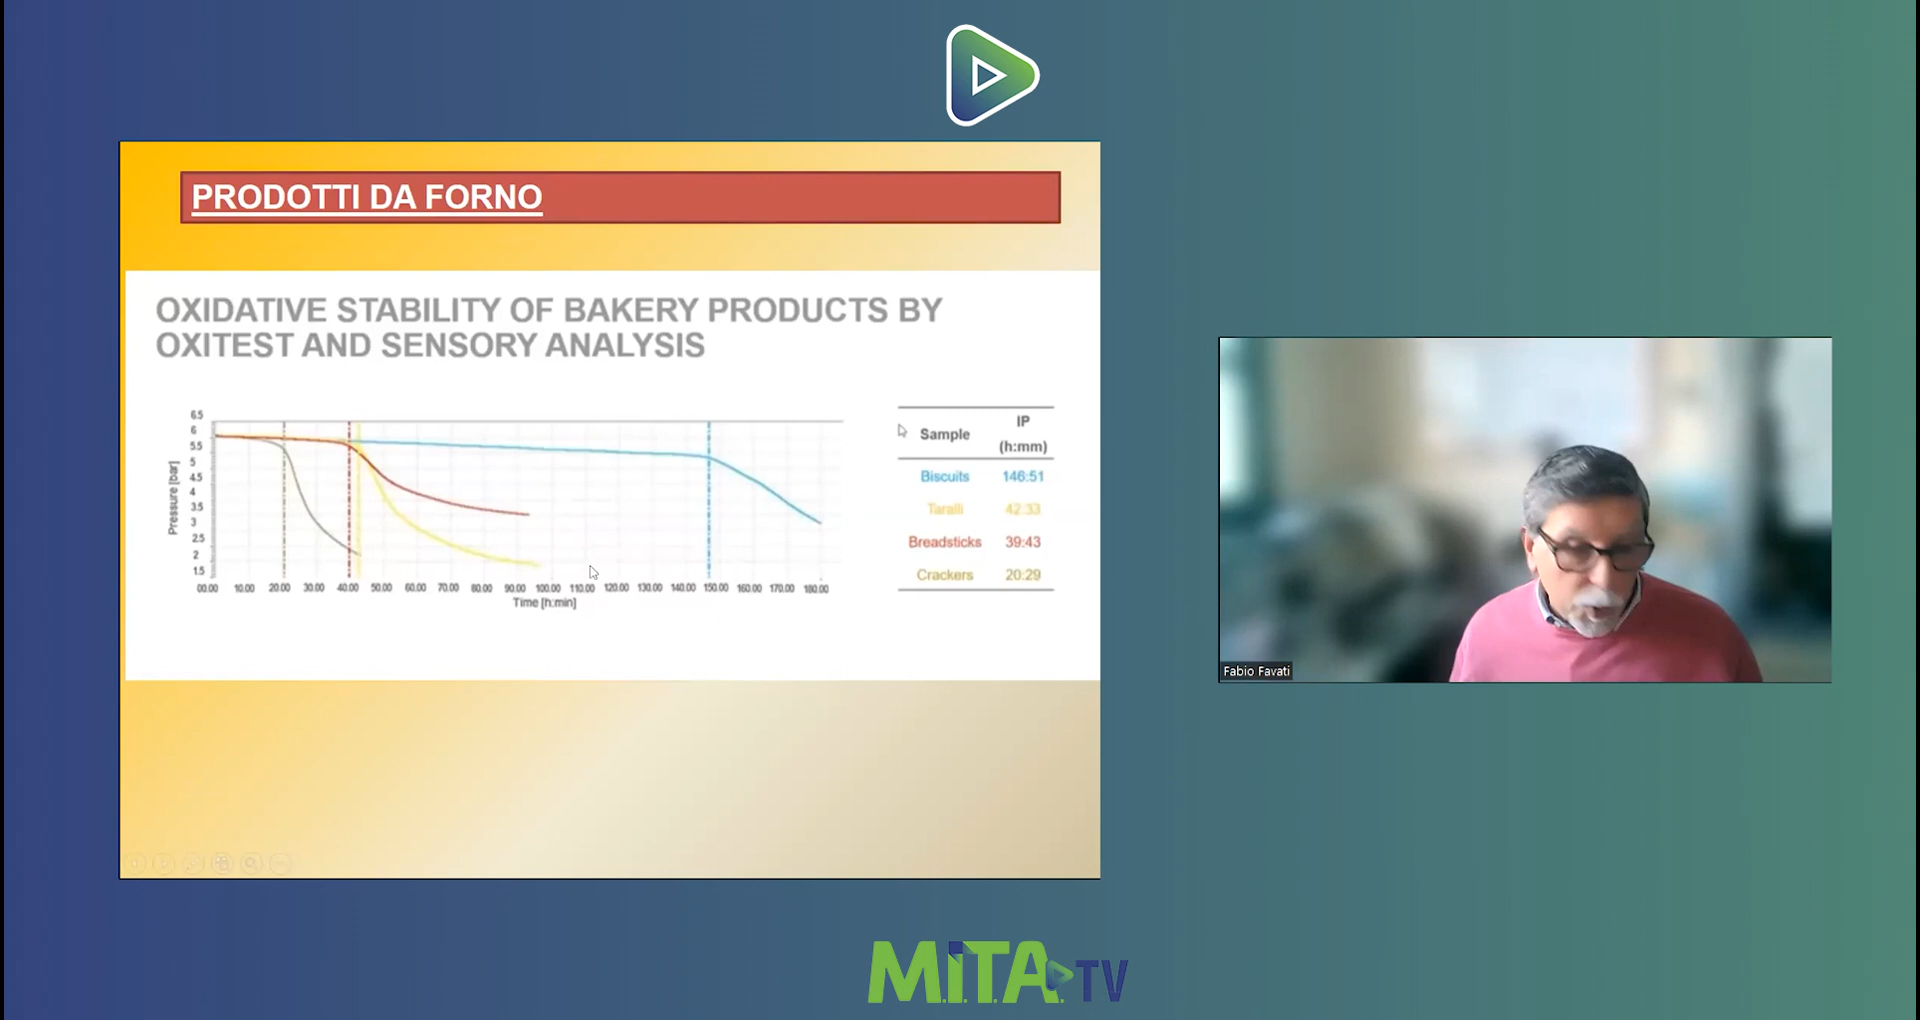 PRODOTTI DA FORNO
OXIDATIVE STABILITY OF BAKERY PRODUCTS BY
OXITEST AND SENSORY ANALYSIS
Pressure [bar]
6.5
6
5.5
5
4.5
4
3.5
3
2.5
2
1.5
00.00 10.00 20.00 30.00 40.00 50.00 60.00 70.00 80.00 90.00 100.00 110.00 120.00 130.00 140.00 150.00 160.00 170.00 180.00
Time [h:min]
Sample IP (h:mm)
Biscuits 146:51
Taralli 42:33
Breadsticks 39:43
Crackers 20:29
Fabio Favati
M.I.T.A. TV